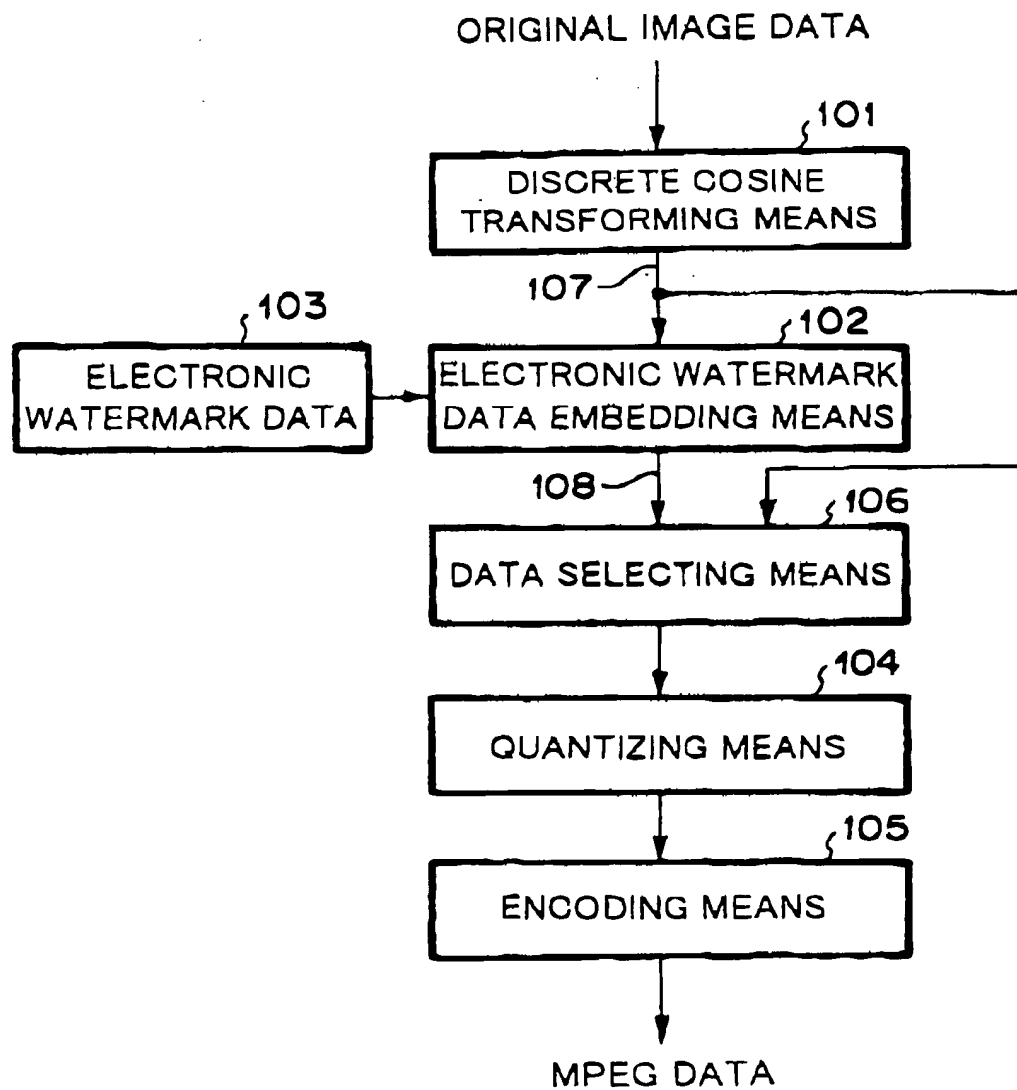 ORIGINAL IMAGE DATA
101
DISCRETE COSINE
TRANSFORMING MEANS
107
103
102
ELECTRONIC
WATERMARK DATA
ELECTRONIC WATERMARK
DATA EMBEDDING MEANS
108
106
DATA SELECTING MEANS
104
QUANTIZING MEANS
105
ENCODING MEANS
MPEG DATA